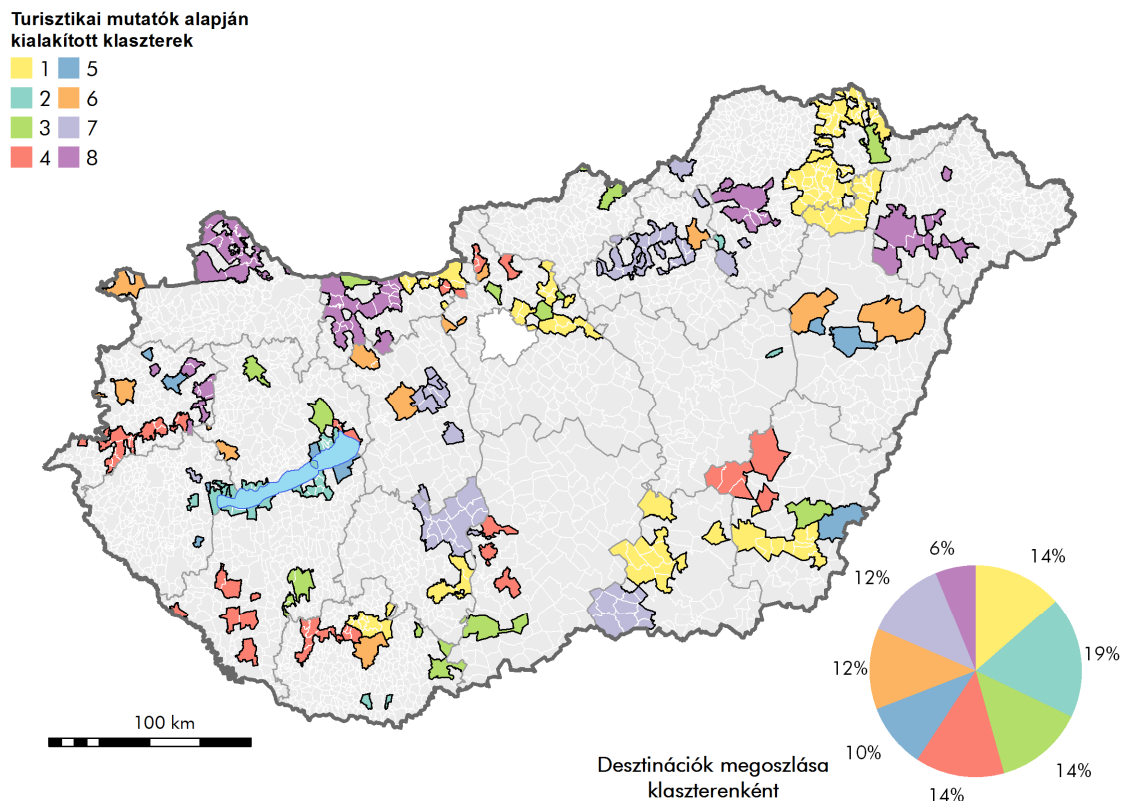 Turisztikai mutatók alapján
kialakított klaszterek
1 5
2 6
3 7
4 8
100 km
6%
14%
12%
19%
12%
10%
14%
14%
Desztinációk megoszlása
klaszterenként